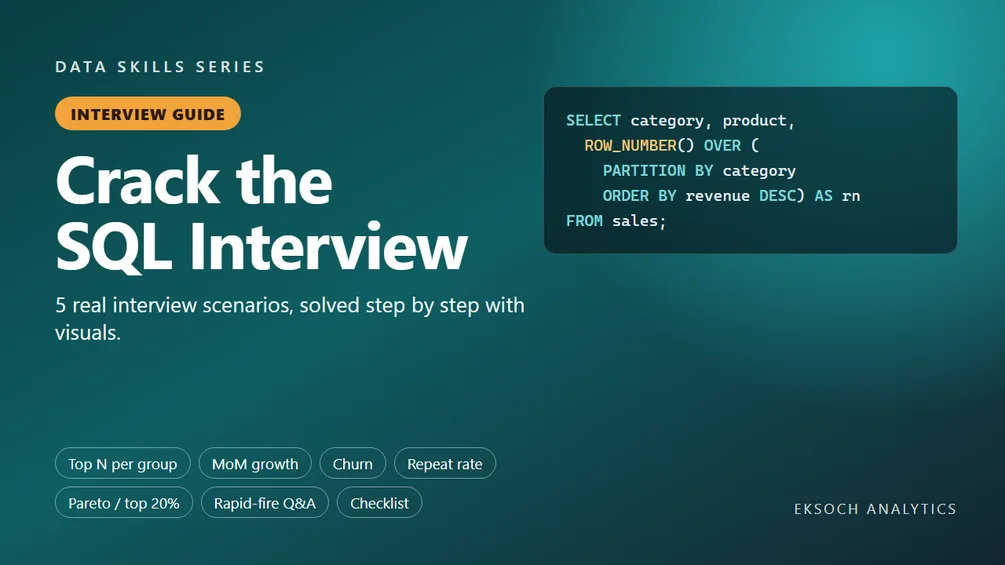 DATA SKILLS SERIES
INTERVIEW GUIDE
Crack the
SQL Interview
5 real interview scenarios, solved step by step with
visuals.
SELECT category, product,
ROW_NUMBER() OVER (
PARTITION BY category
ORDER BY revenue DESC) AS rn
FROM sales;
Top N per group
MoM growth
Churn
Repeat rate
Pareto / top 20%
Rapid-fire Q&A
Checklist
EKSOCH ANALYTICS